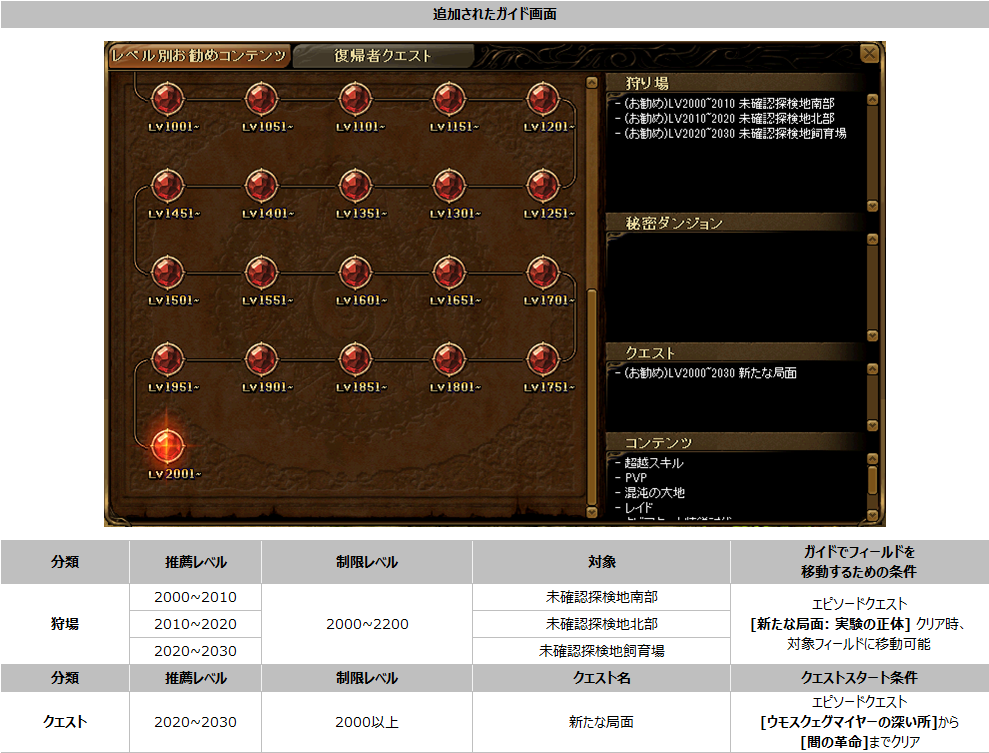 追加されたガイド画面
レベル別お勧めコンテンツ 復帰者クエスト
LV1001~ LV1051~ LV1101~ LV1151~ LV1201~
LV1451~ LV1401~ LV1351~ LV1301~ LV1251~
LV1501~ LV1551~ LV1601~ LV1651~ LV1701~
LV1951~ LV1901~ LV1851~ LV1801~ LV1751~
LV2001~
狩り場
- (お勧め)LV2000~2010 未確認探検地南部
- (お勧め)LV2010~2020 未確認探検地北部
- (お勧め)LV2020~2030 未確認探検地飼育場
秘密ダンジョン
クエスト
- (お勧め)LV2000~2030 新たな局面
コンテンツ
- 超越スキル
- PVP
- 混沌の大地
- レイド
分類 推薦レベル 制限レベル 対象 ガイドでフィールドを
移動するための条件
狩場
2000~2010 未確認探検地南部
2010~2020 2000~2200 未確認探検地北部
2020~2030 未確認探検地飼育場
エピソードクエスト
[新たな局面: 実験の正体] クリア時、
対象フィールドに移動可能
分類 推薦レベル 制限レベル クエスト名 クエストスタート条件
クエスト 2020~2030 2000以上 新たな局面
エピソードクエスト
[ウモスクェグマイヤーの深い所]から
[闇の革命]までクリア